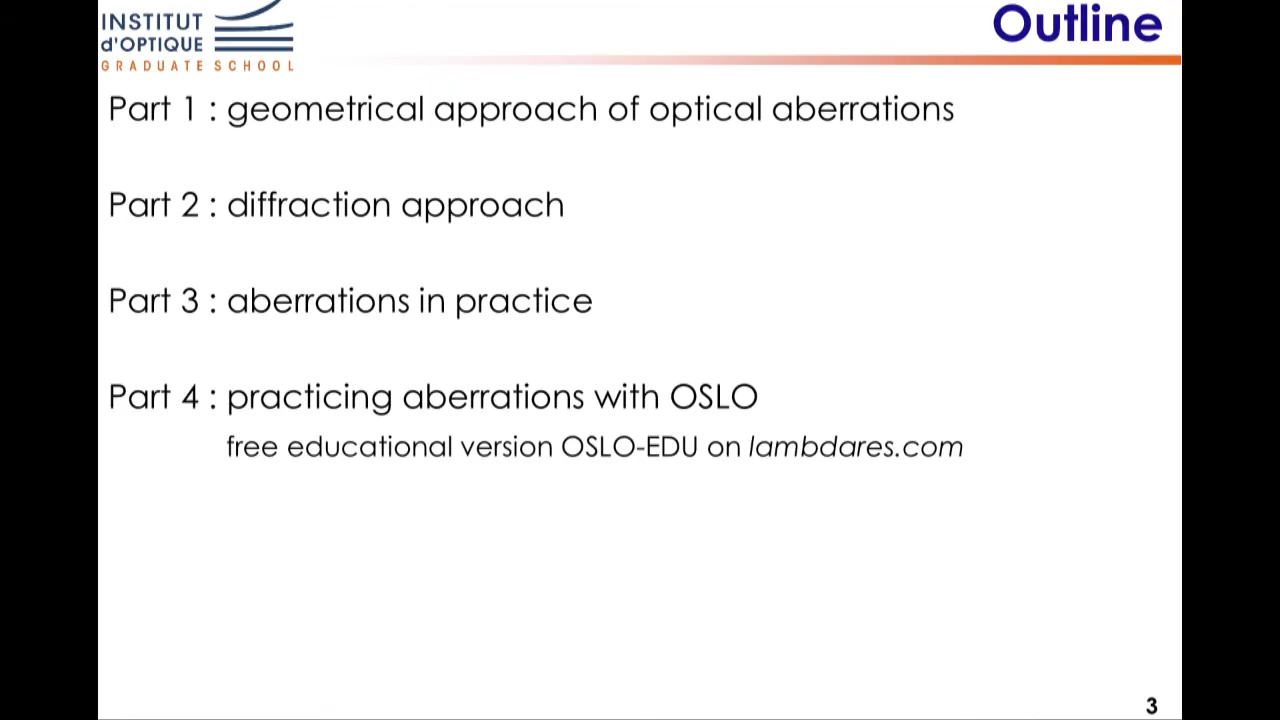 INSTITUT
d'OPTIQUE
GRADUATE SCHOOL
Outline
Part 1 : geometrical approach of optical aberrations
Part 2 : diffraction approach
Part 3 : aberrations in practice
Part 4 : practicing aberrations with OSLO
free educational version OSLO-EDU on lambdares.com
3